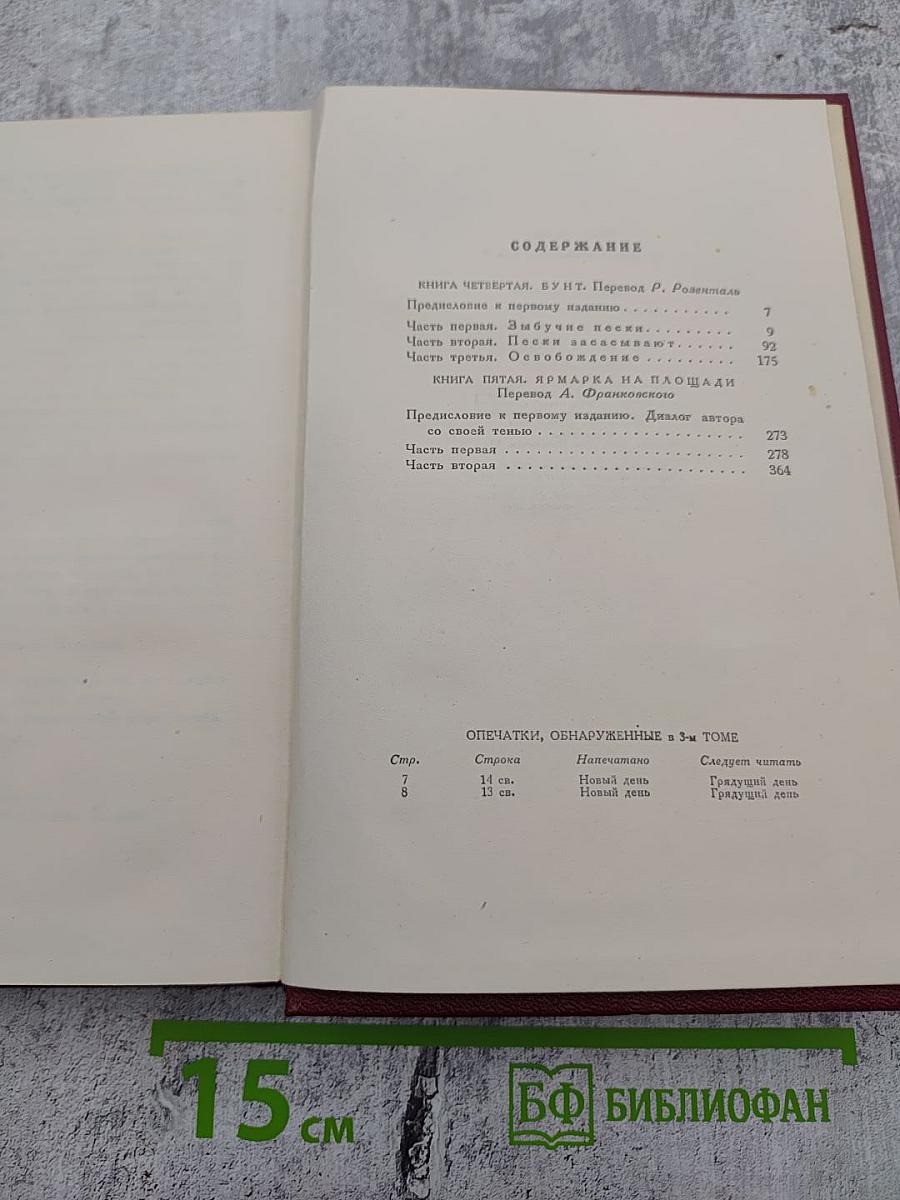 СОДЕРЖАНИЕ
КНИГА ЧЕТВЕРТАЯ. БУНТ. Перевод Р. Розенталь
Предисловие к первому изданию . . . . . . . . . . . 7
Часть первая. Зыбучие пески. . . . . . . . . 9
Часть вторая. Пески засасывают. . . . . . 92
Часть третья. Освобождение . . . . . . . . . 175
КНИГА ПЯТАЯ. ЯРМАРКА НА ПЛОЩАДИ
Перевод А. Франковского
Предисловие к первому изданию. Диалог автора
со своей тенью . . . . . . . . . . . . . . . . . . . . 273
Часть первая . . . . . . . . . . . . . . . . . . . . . . . 278
Часть вторая . . . . . . . . . . . . . . . . . . . . . . . 364
ОПЕЧАТКИ, ОБНАРУЖЕННЫЕ в 3-м ТОМЕ
Стр. Строка Напечатано Следует читать
7 14 св. Новый день Грядущий день
8 13 св. Новый день Грядущий день
15 см
БФ БИБЛИОФАН